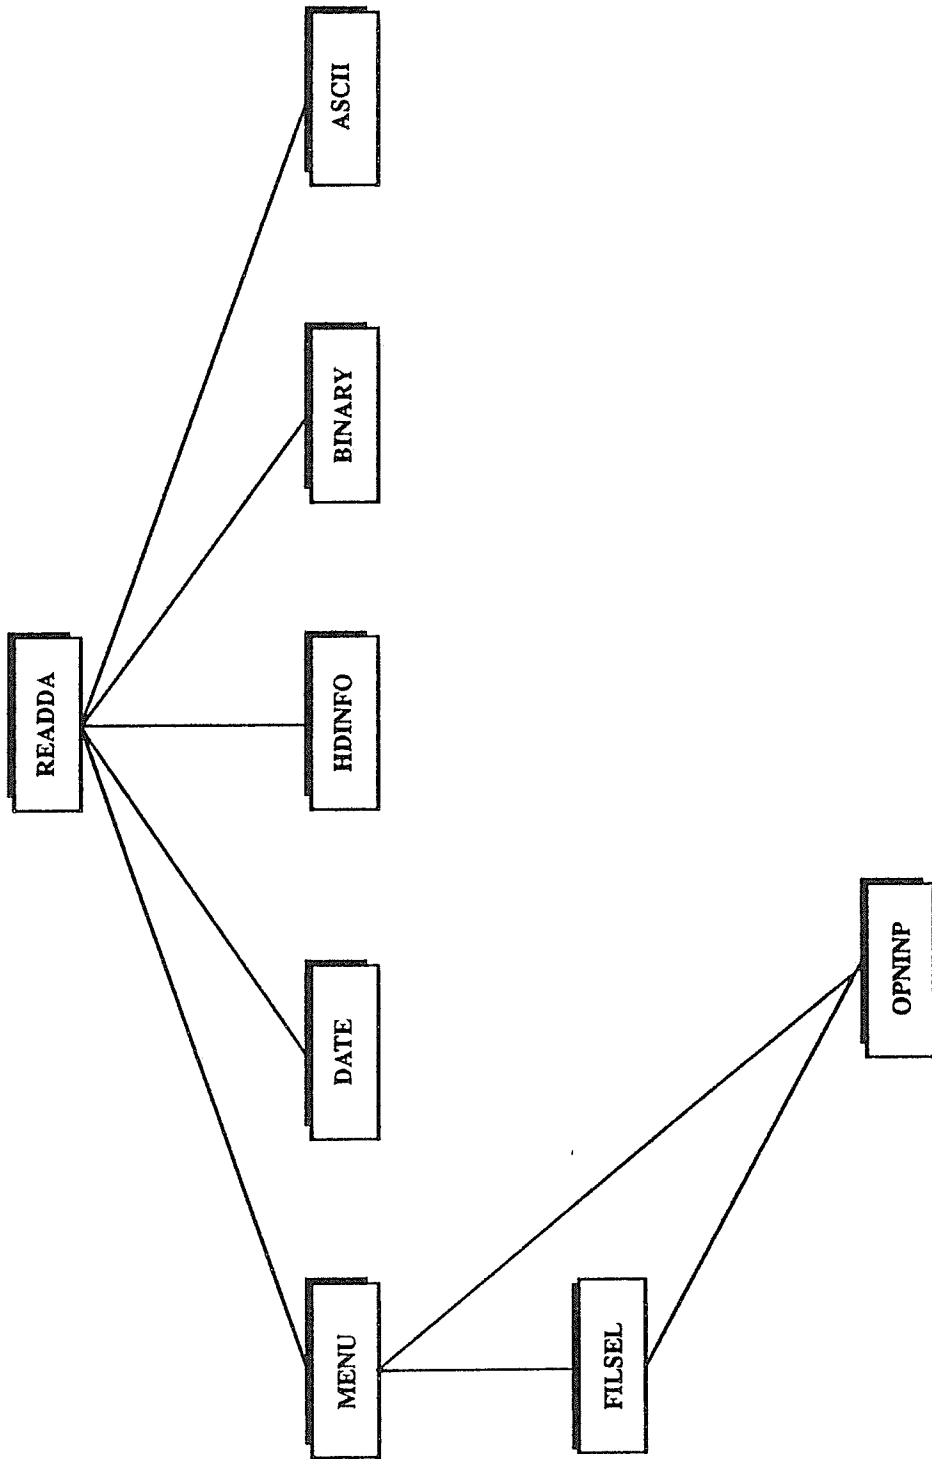 READDA
MENU
DATE
HDINFO
BINARY
ASCII
FILSEL
OPNINP